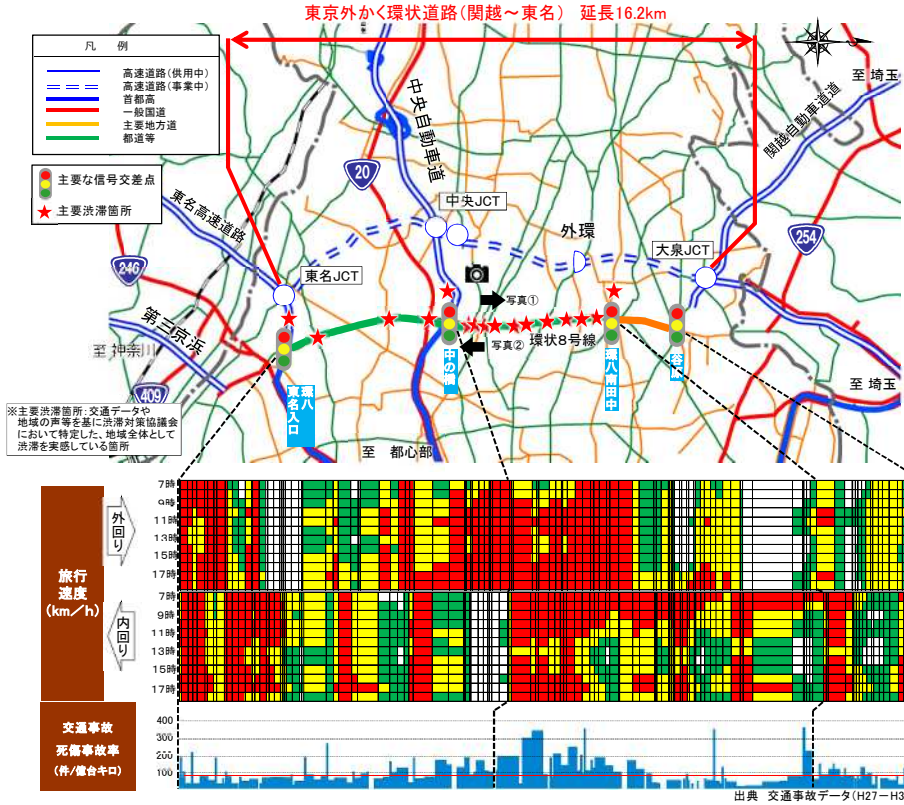 東京外かく環状道路(関越～東名) 延長16.2km
凡 例
高速道路(供用中)
高速道路(事業中)
首都高
一般国道
主要地方道
都道等
主要な信号交差点
主要渋滞箇所
至 埼玉
関越自動車道道
中央自動車道
20
中央JCT
東名高速道路
外環
大泉JCT
254
246
東名JCT
写真①
第三京浜
環状8号線
写真②
至 神奈川
中の橋
環八南田中
谷原
409
環八東名入口
至 埼玉
※主要渋滞箇所:交通データや
地域の声等を基に渋滞対策協議会
において特定した、地域全体として
渋滞を実感している箇所
至 都心部
旅行
速度
(km/h)
外回り
7時
9時
11時
13時
15時
17時
内回り
7時
9時
11時
13時
15時
17時
交通事故
死傷事故率
(件/億台キロ)
400
300
200
100
出典 交通事故データ(H27-H3